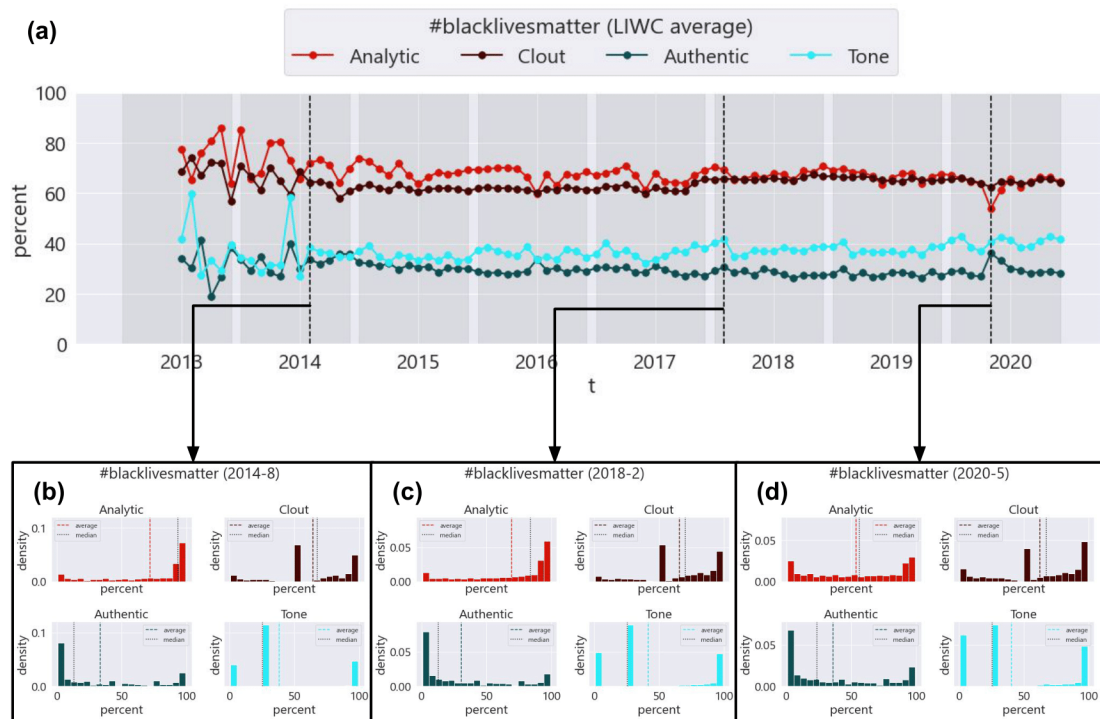 (a)
#blacklivesmatter (LIWC average)
Analytic Clout Authentic Tone
percent
100
80
60
40
20
0
2013 2014 2015 2016 2017 2018 2019 2020
t
#blacklivesmatter (2014-8)
(b)
Analytic Clout
density
0.1
0.0
average
median
density
average
median
percent percent
Authentic Tone
density
0.1
0.0
average
median
density
average
median
0 50 0 50 100
percent percent
#blacklivesmatter (2018-2)
(c)
Analytic Clout
density
0.05
0.00
average
median
density
average
median
percent percent
Authentic Tone
density
0.05
0.00
average
median
density
average
median
0 50 0 50 100
percent percent
#blacklivesmatter (2020-5)
(d)
Analytic Clout
density
0.05
0.00
average
median
density
average
median
percent percent
Authentic Tone
density
0.05
0.00
average
median
density
average
median
0 50 0 50 100
percent percent